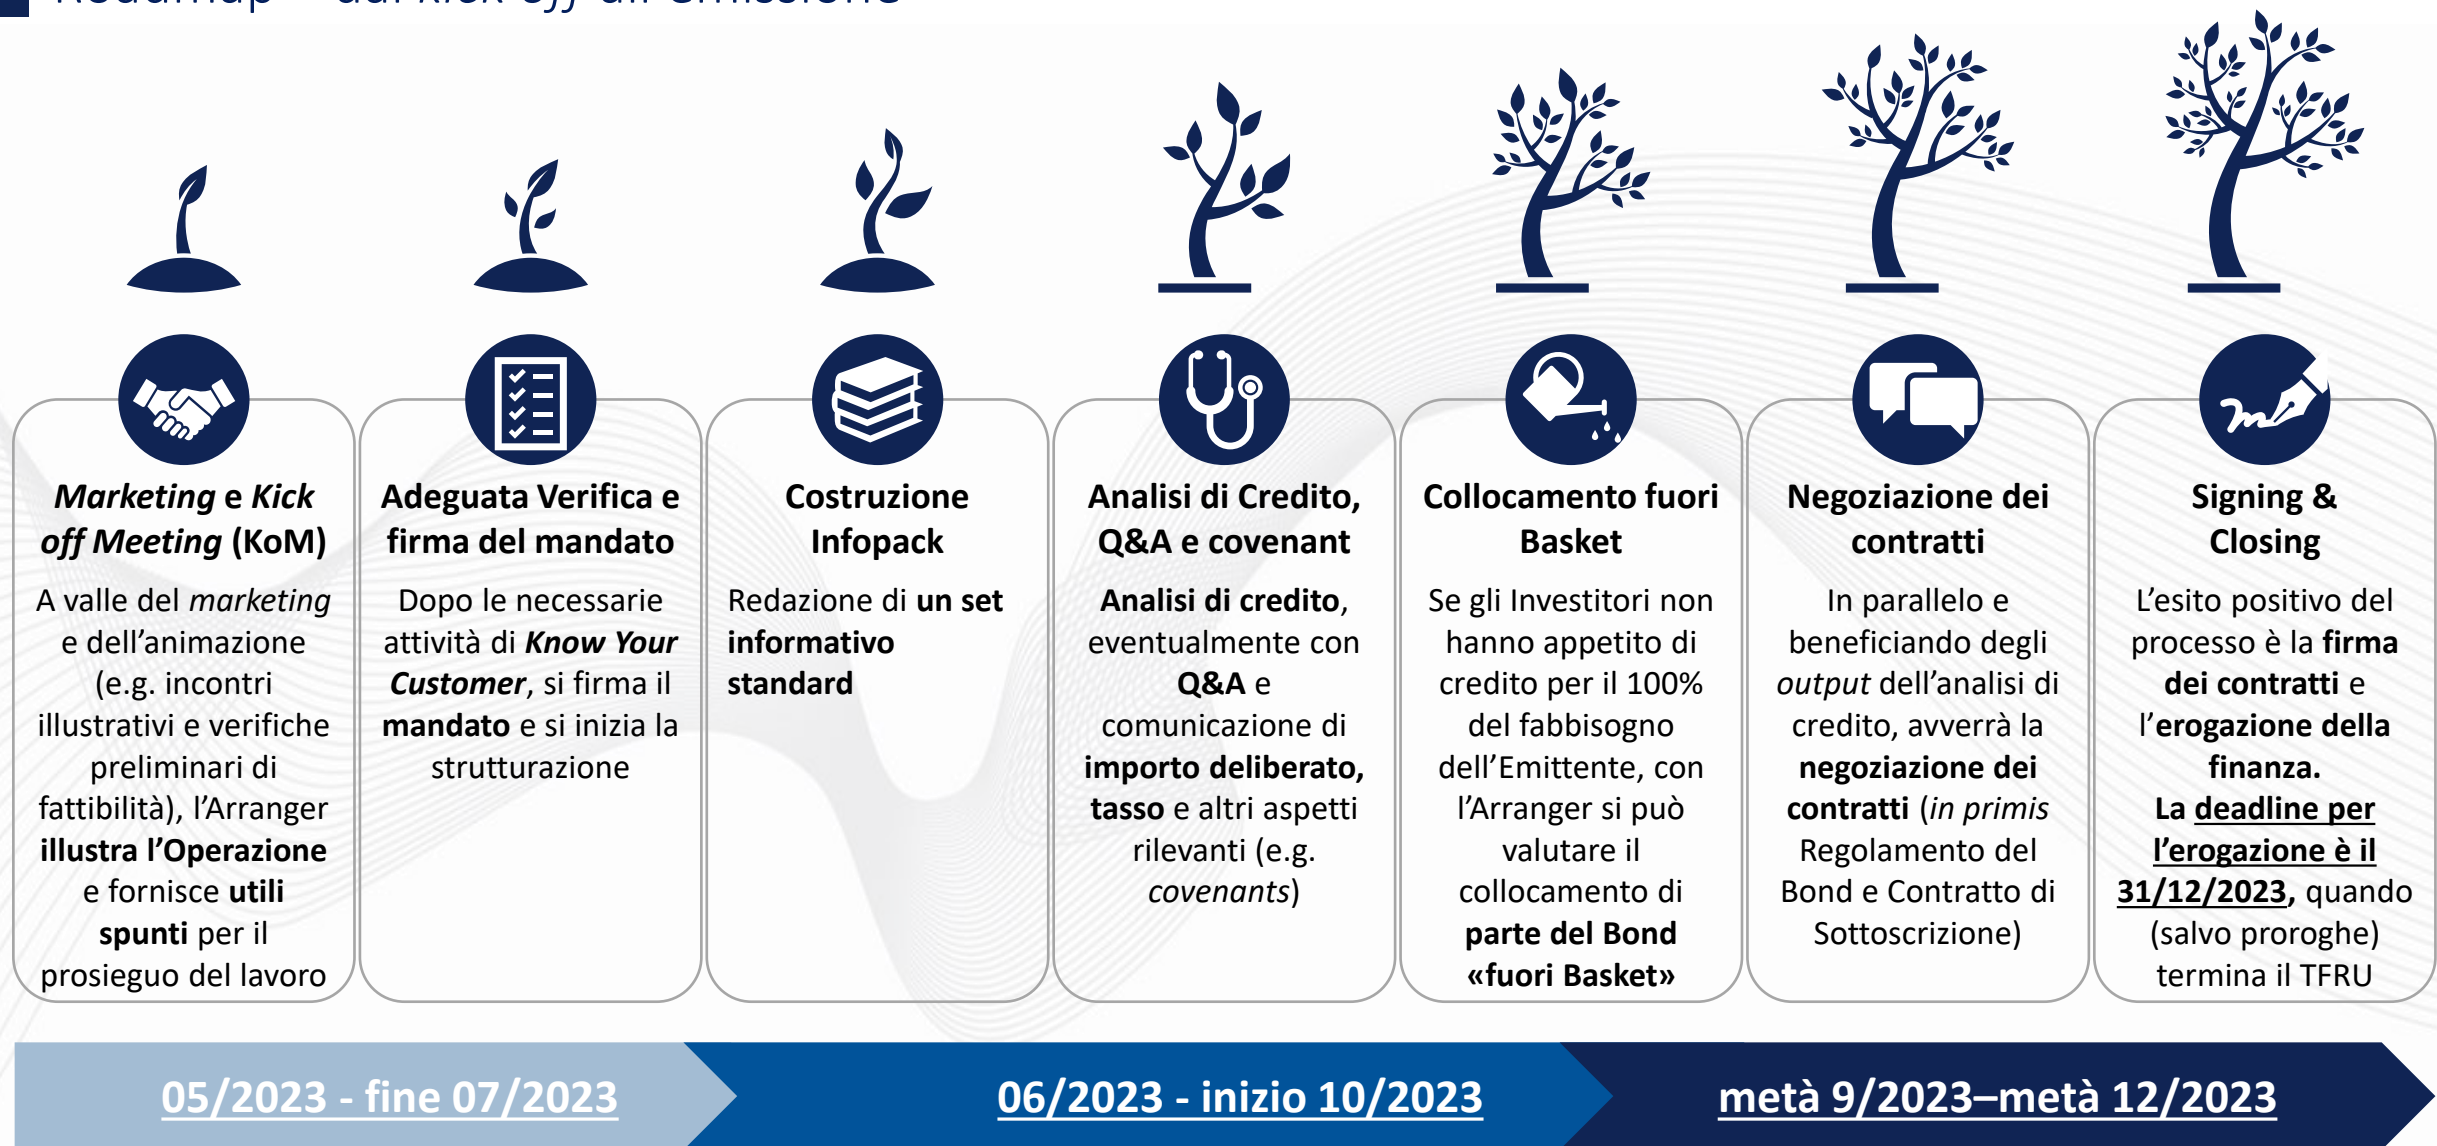 Roadmap – dal kick off all'emissione
Marketing e Kick
off Meeting (KoM)
A valle del marketing
e dell’animazione
(e.g. incontri
illustrativi e verifiche
preliminari di
fattibilità), l’Arranger
illustra l’Operazione
e fornisce utili
spunti per il
prosieguo del lavoro
Adeguata Verifica e
firma del mandato
Dopo le necessarie
attività di Know Your
Customer, si firma il
mandato e si inizia la
strutturazione
Costruzione
Infopack
Redazione di un set
informativo
standard
Analisi di Credito,
Q&A e covenant
Analisi di credito,
eventualmente con
Q&A e
comunicazione di
importo deliberato,
tasso e altri aspetti
rilevanti (e.g.
covenants)
Collocamento fuori
Basket
Se gli Investitori non
hanno appetito di
credito per il 100%
del fabbisogno
dell’Emittente, con
l’Arranger si può
valutare il
collocamento di
parte del Bond
«fuori Basket»
Negoziazione dei
contratti
In parallelo e
beneficiando degli
output dell’analisi di
credito, avverrà la
negoziazione dei
contratti (in primis
Regolamento del
Bond e Contratto di
Sottoscrizione)
Signing &
Closing
L’esito positivo del
processo è la firma
dei contratti e
l’erogazione della
finanza.
La deadline per
l’erogazione è il
31/12/2023, quando
(salvo proroghe)
termina il TFRU
05/2023 - fine 07/2023
06/2023 - inizio 10/2023
metà 9/2023–metà 12/2023